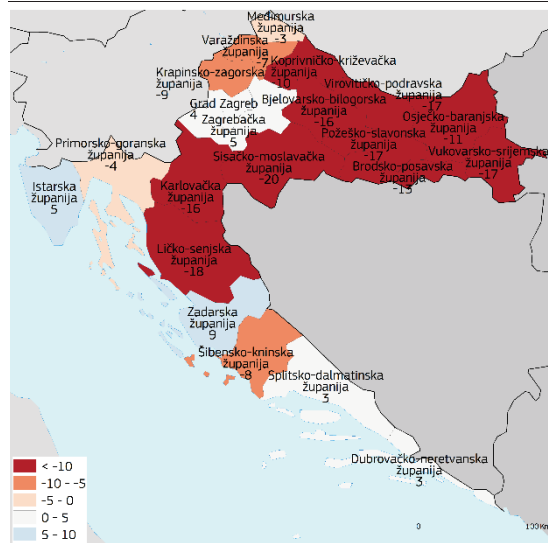 Međimurska
županija
-3
Varaždinska
županija
-7
Koprivničko-križevačka
županija
-10
Krapinsko-zagorska
županija
-9
Virovitičko-podravska
županija
-17
Grad Zagreb
4
Bjelovarsko-bilogorska
županija
-16
Osječko-baranjska
županija
-11
Zagrebačka
županija
5
Požeško-slavonska
županija
-17
Vukovarsko-srijemska
županija
-17
Primorsko-goranska
županija
-4
Sisačko-moslavačka
županija
-20
Brodsko-posavska
županija
-13
Istarska
županija
5
Karlovačka
županija
-16
Ličko-senjska
županija
-18
Zadarska
županija
9
Šibensko-kninska
županija
-8
Splitsko-dalmatinska
županija
3
Dubrovačko-neretvanska
županija
3
< -10
-10 - -5
-5 - 0
0 - 5
5 - 10
0 100Km